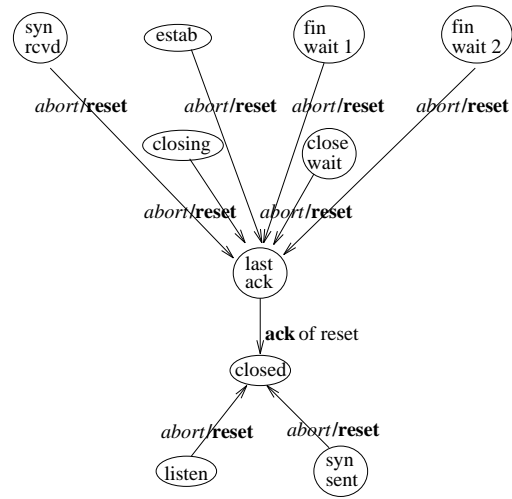 syn
rcvd
estab
fin
wait 1
fin
wait 2
abort/reset
abort/reset
abort/reset
abort/reset
closing
close
wait
abort/reset
abort/reset
last
ack
ack of reset
closed
abort/reset
abort/reset
listen
syn
sent